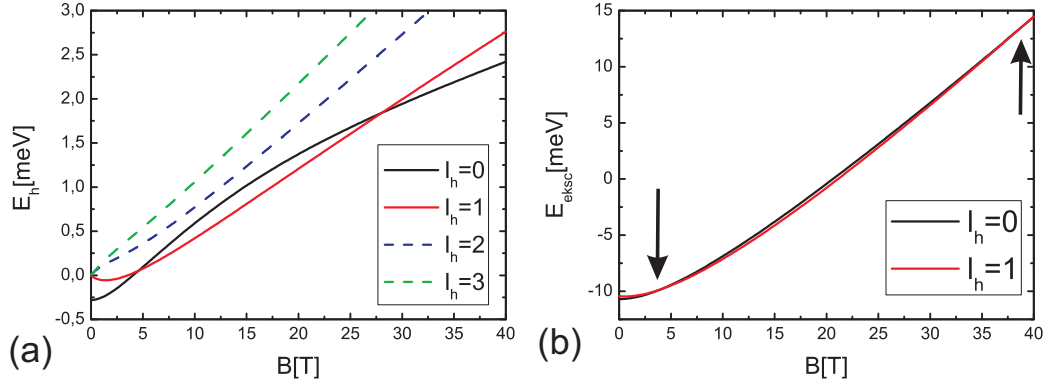 3,0
2,5
2,0
1,5
1,0
0,5
0,0
-0,5
E_h[meV]
0 5 10 15 20 25 30 35 40
B[T]
l_h=0
l_h=1
l_h=2
l_h=3
(a)
15
10
5
0
-5
-10
E_eksc[meV]
0 5 10 15 20 25 30 35 40
B[T]
l_h=0
l_h=1
(b)